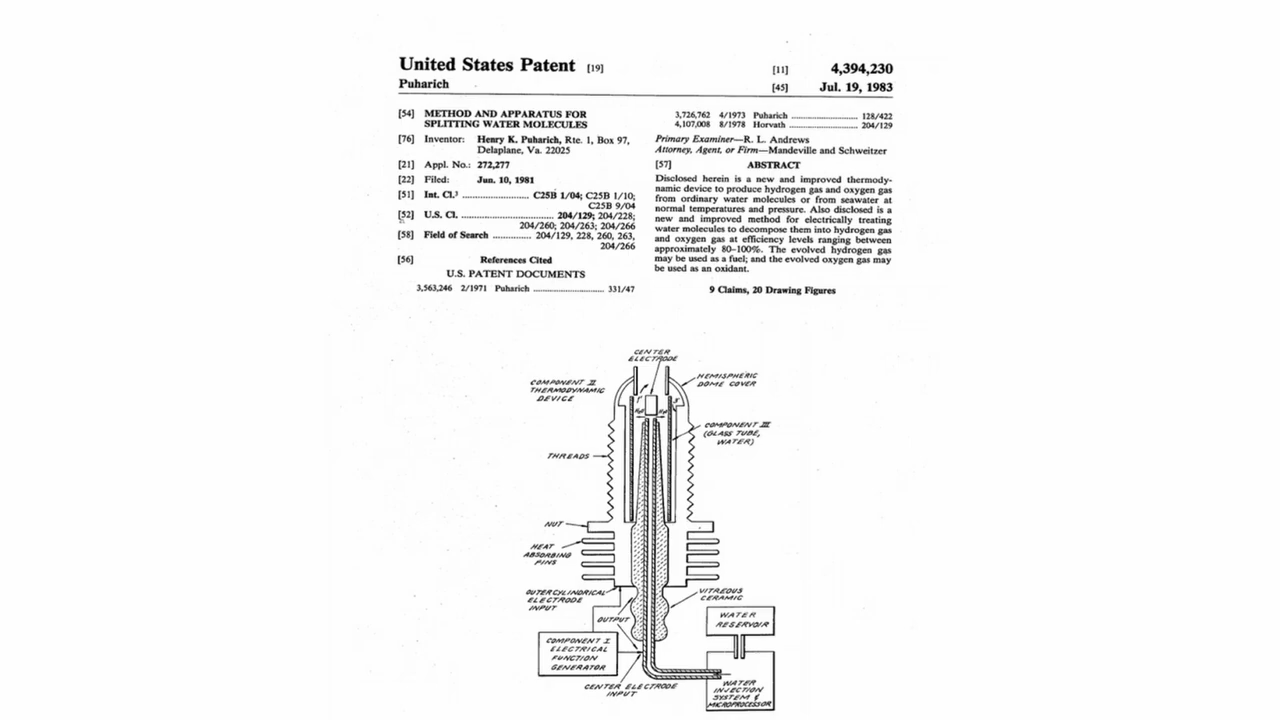 United States Patent [19]
Puharich
[11] 4,394,230
[45] Jul. 19, 1983
[54] METHOD AND APPARATUS FOR
SPLITTING WATER MOLECULES
[76] Inventor: Henry K. Puharich, Rte. 1, Box 97,
Delaplane, Va. 22025
[21] Appl. No.: 272,277
[22] Filed: Jun. 10, 1981
[51] Int. Cl.³ .............................. C25B 1/04; C25B 1/10;
C25B 9/04
[52] U.S. Cl. .................................. 204/129; 204/228;
204/260; 204/263; 204/266
[58] Field of Search .............. 204/129, 228, 260, 263,
204/266
[56] References Cited
U.S. PATENT DOCUMENTS
3,563,246 2/1971 Puharich ................................ 331/47
3,726,762 4/1973 Puharich .............................. 128/422
4,107,008 8/1978 Horvath ............................... 204/129
Primary Examiner—R. L. Andrews
Attorney, Agent, or Firm—Mandeville and Schweitzer
[57] ABSTRACT
Disclosed herein is a new and improved thermody-
namic device to produce hydrogen gas and oxygen gas
from ordinary water molecules or from seawater at
normal temperatures and pressure. Also disclosed is a
new and improved method for electrically treating
water molecules to decompose them into hydrogen gas
and oxygen gas at efficiency levels ranging between
approximately 80–100%. The evolved hydrogen gas
may be used as a fuel; and the evolved oxygen gas may
be used as an oxidant.
9 Claims, 20 Drawing Figures
CENTER
ELECTRODE
COMPONENT II
THERMODYNAMIC
DEVICE
HEMISPHERIC
DOME COVER
COMPONENT III
(GLASS TUBE,
WATER)
THREADS
NUT
HEAT
ABSORBING
PINS
OUTER CYLINDRICAL
ELECTRODE
INPUT
VITREOUS
CERAMIC
OUTPUT
WATER
RESERVOIR
COMPONENT I
ELECTRICAL
FUNCTION
GENERATOR
CENTER ELECTRODE
INPUT
WATER
INJECTION
SYSTEM &
MICROPROCESSOR